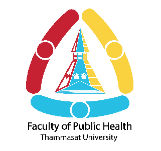 Faculty of Public Health
Thammasat University